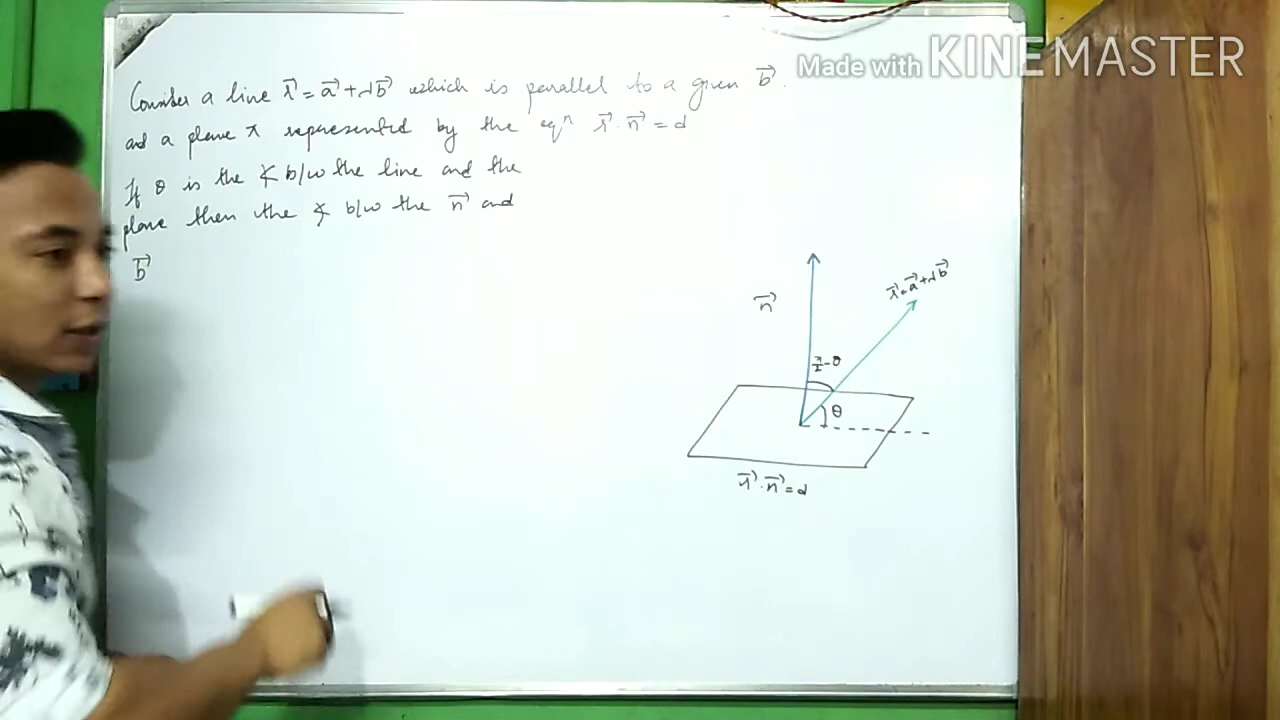 Made with KINEMASTER
Consider a line r⃗ = a⃗ + λb⃗ which is parallel to a given b⃗.
and a plane π represented by the eqⁿ r⃗ · n⃗ = d
If θ is the ∡ b/w the line and the
plane then the ∡ b/w the n⃗ and
b⃗
r⃗ = a⃗ + λb⃗
n⃗
π/2 - θ
θ
r⃗ · n⃗ = d